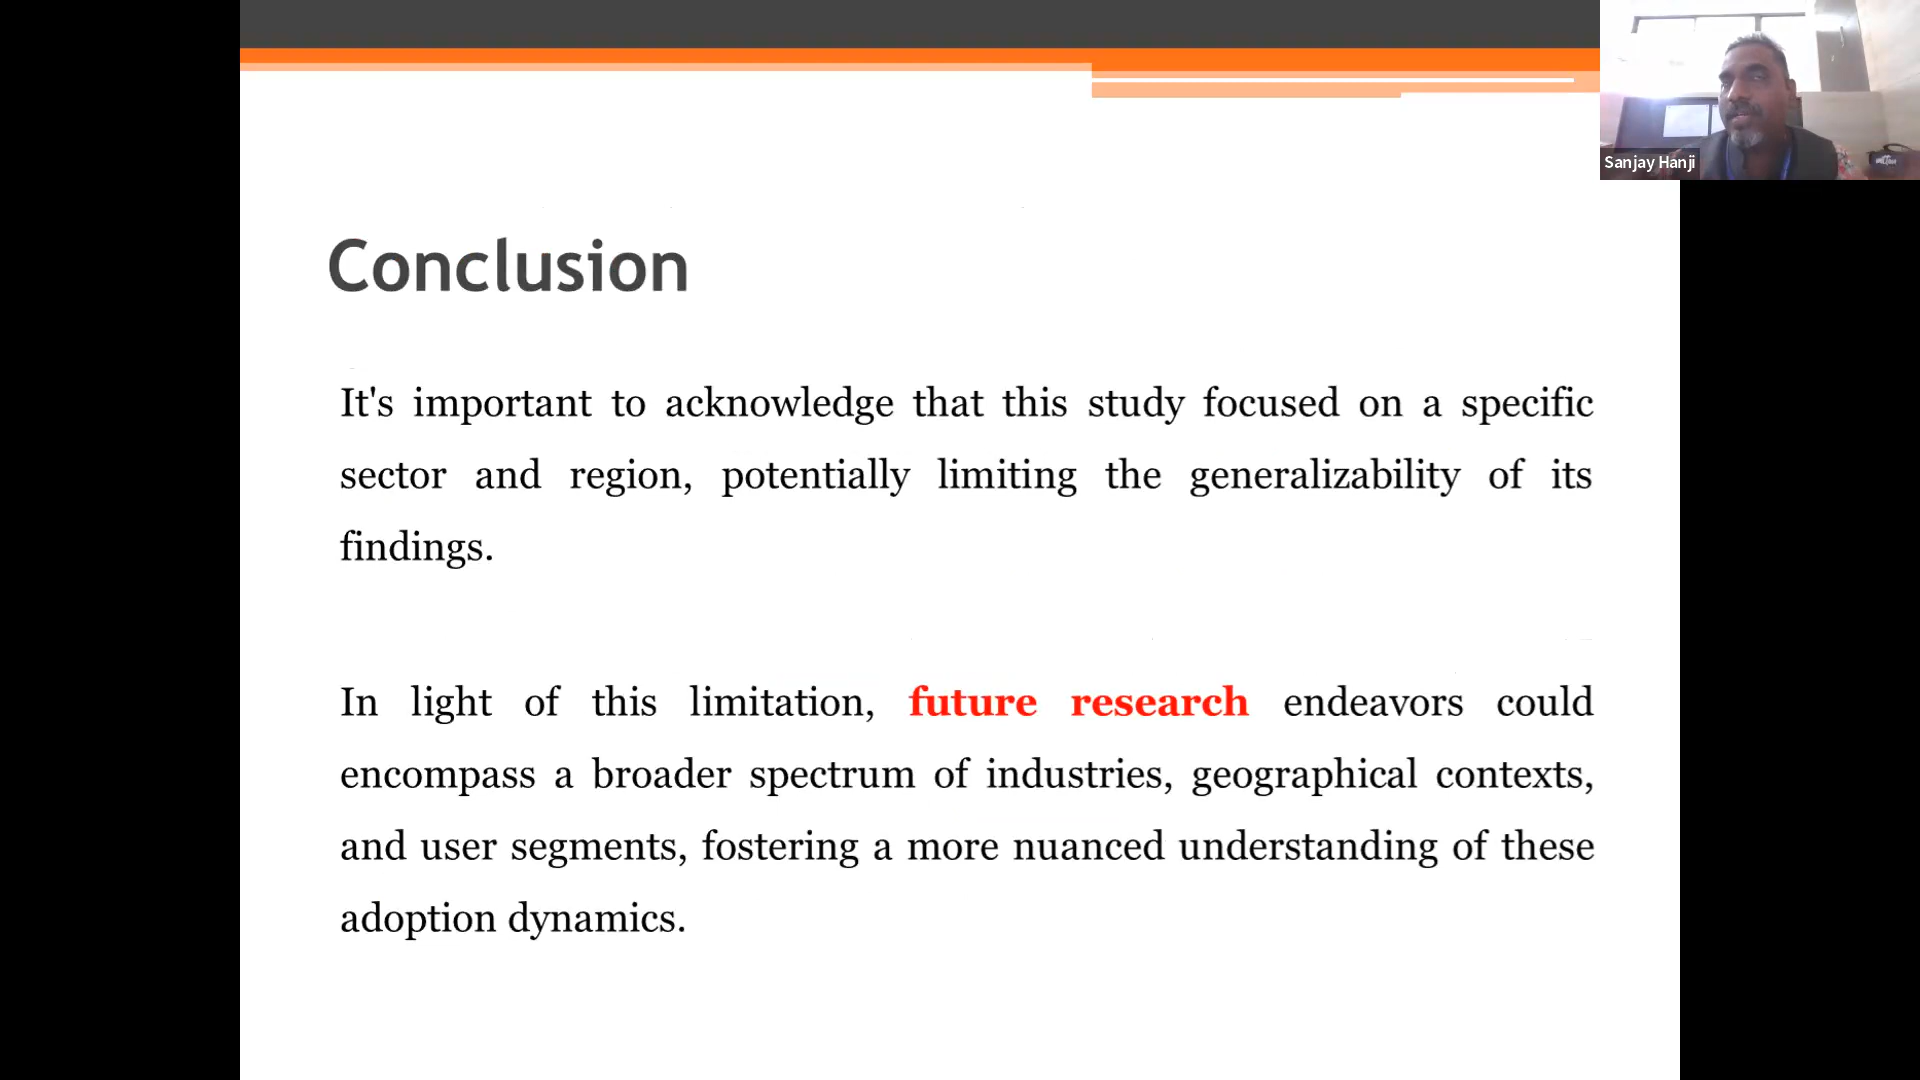 Sanjay Hanji
Conclusion
It's important to acknowledge that this study focused on a specific
sector and region, potentially limiting the generalizability of its
findings.
In light of this limitation, future research endeavors could
encompass a broader spectrum of industries, geographical contexts,
and user segments, fostering a more nuanced understanding of these
adoption dynamics.